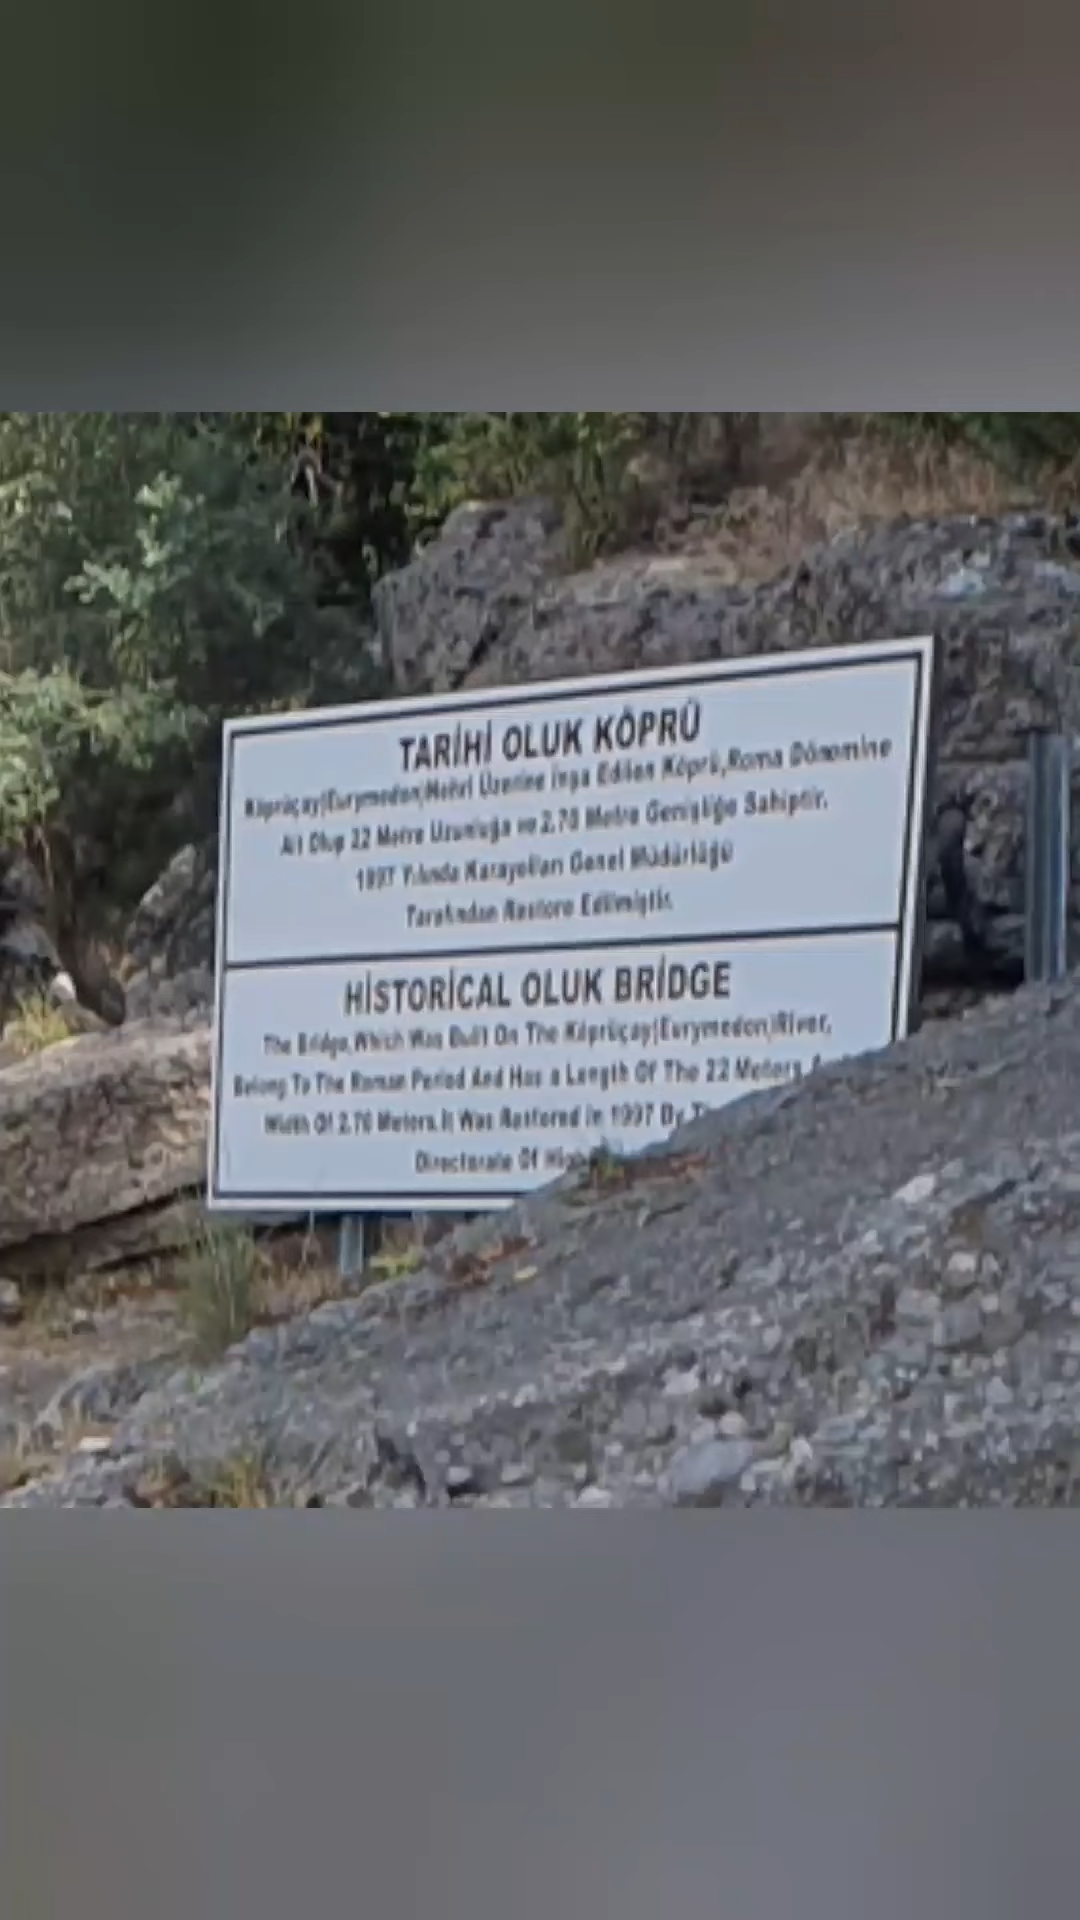 TARİHİ OLUK KÖPRÜ
Köprüçay(Eurymedon)Nehri Üzerine İnşa Edilen Köprü,Roma Dönemine
Ait Olup 22 Metre Uzunluğa ve 2.70 Metre Genişliğe Sahiptir.
1997 Yılında Karayolları Genel Müdürlüğü
Tarafından Restore Edilmiştir.
HİSTORİCAL OLUK BRİDGE
The Bridge,Which Was Built On The Köprüçay(Eurymedon)River,
Belong To The Roman Period And Has a Length Of The 22 Meters
Width Of 2.70 Meters.It Was Restored in 1997 By
Directorate Of